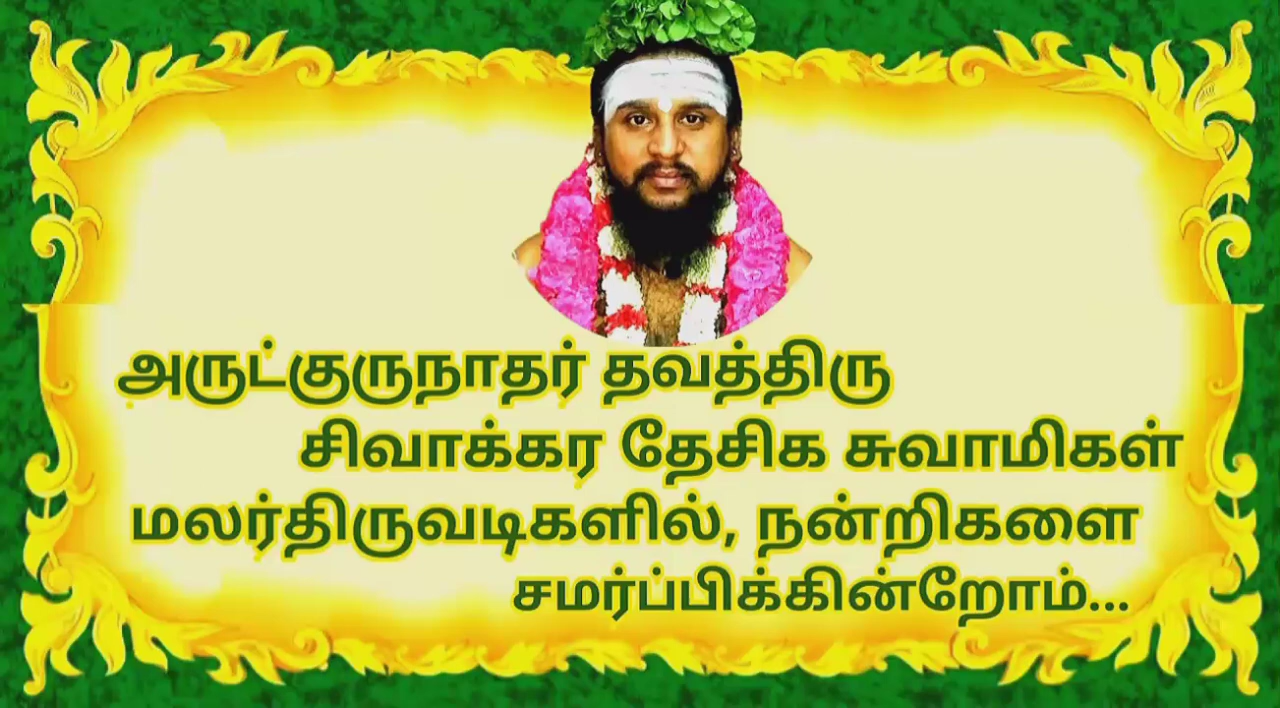 அருட்குருநாதர் தவத்திரு
சிவாக்கர தேசிக சுவாமிகள்
மலர்திருவடிகளில், நன்றிகளை
சமர்ப்பிக்கின்றோம்...